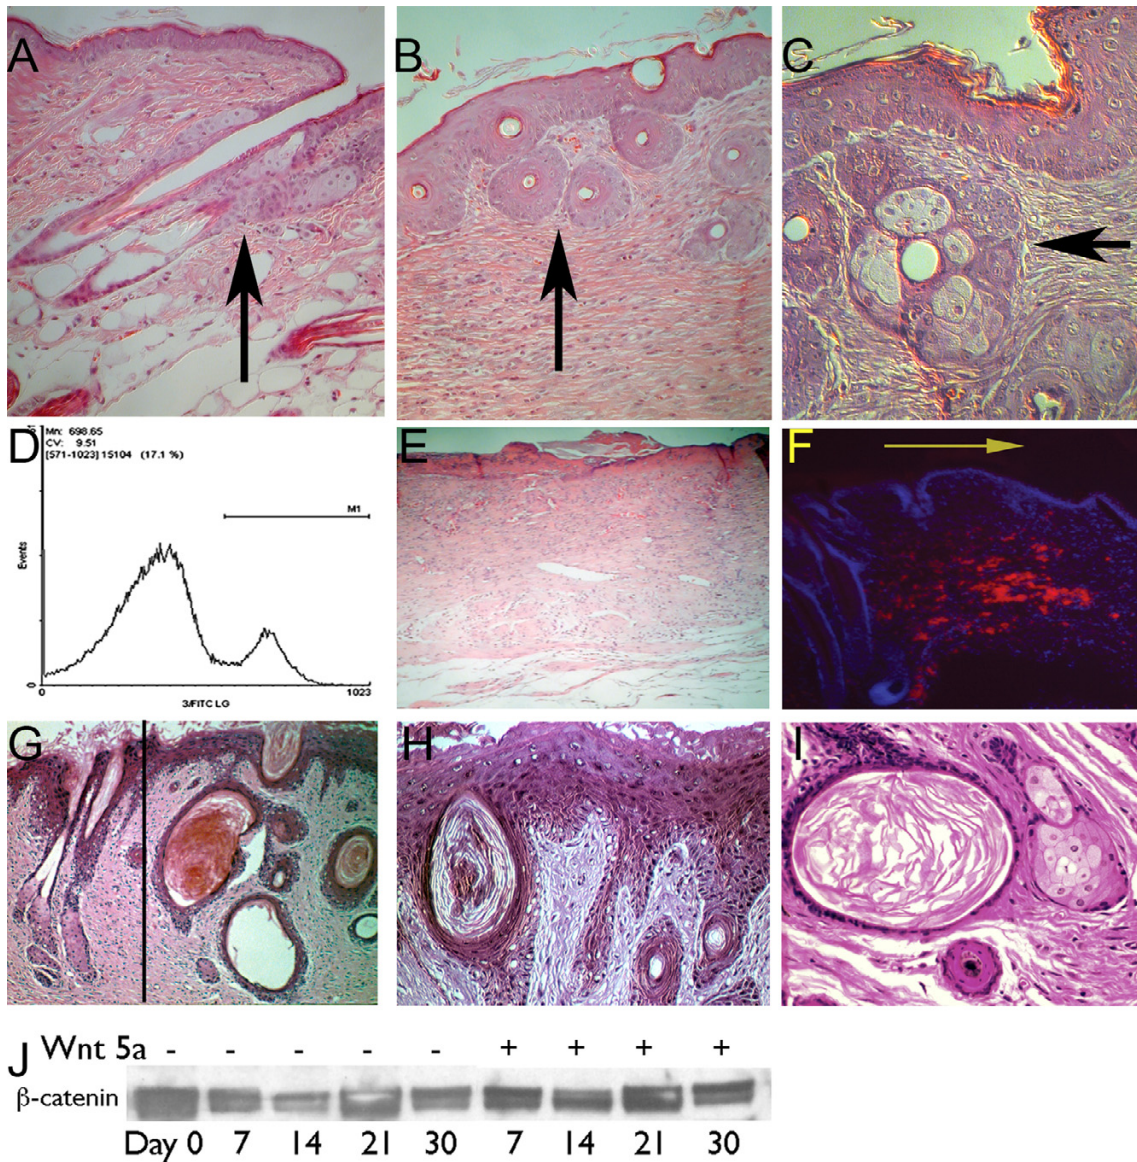 A
B
C
D
Mn: 698.65
CV: 9.51
[571-1023] 15104 (17.1 %)
M1
Events
0
0
1023
3/FITC LG
E
F
G
H
I
J
Wnt 5a - - - - - + + + +
β-catenin
Day 0 7 14 21 30 7 14 21 30